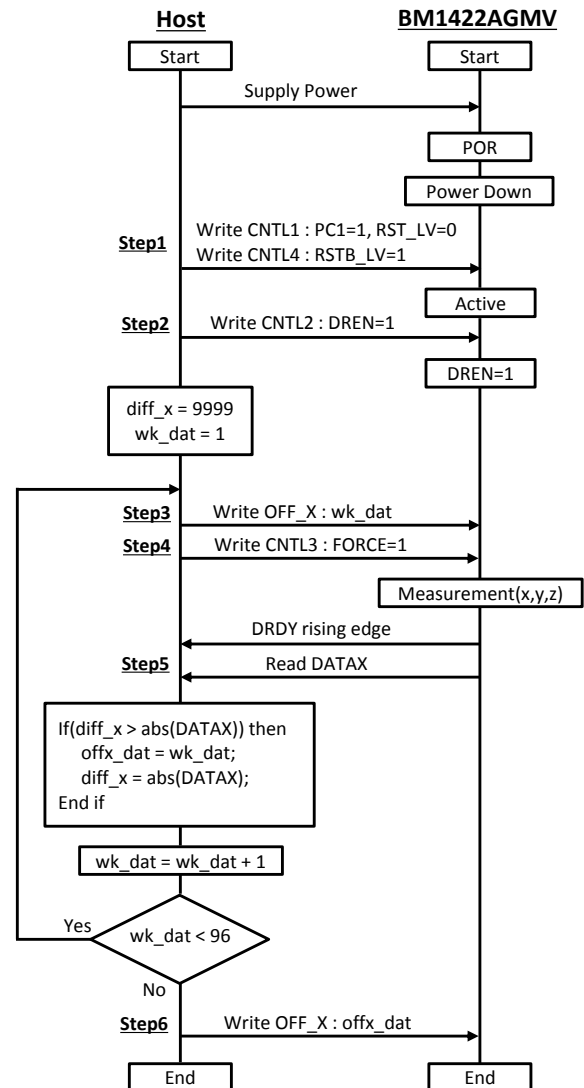 Host
BM1422AGMV
Start
Start
Supply Power
POR
Power Down
Step1
Write CNTL1 : PC1=1, RST_LV=0
Write CNTL4 : RSTB_LV=1
Active
Step2
Write CNTL2 : DREN=1
DREN=1
diff_x = 9999
wk_dat = 1
Step3
Write OFF_X : wk_dat
Step4
Write CNTL3 : FORCE=1
Measurement(x,y,z)
DRDY rising edge
Step5
Read DATAX
If(diff_x > abs(DATAX)) then
offx_dat = wk_dat;
diff_x = abs(DATAX);
End if
wk_dat = wk_dat + 1
Yes
wk_dat < 96
No
Step6
Write OFF_X : offx_dat
End
End